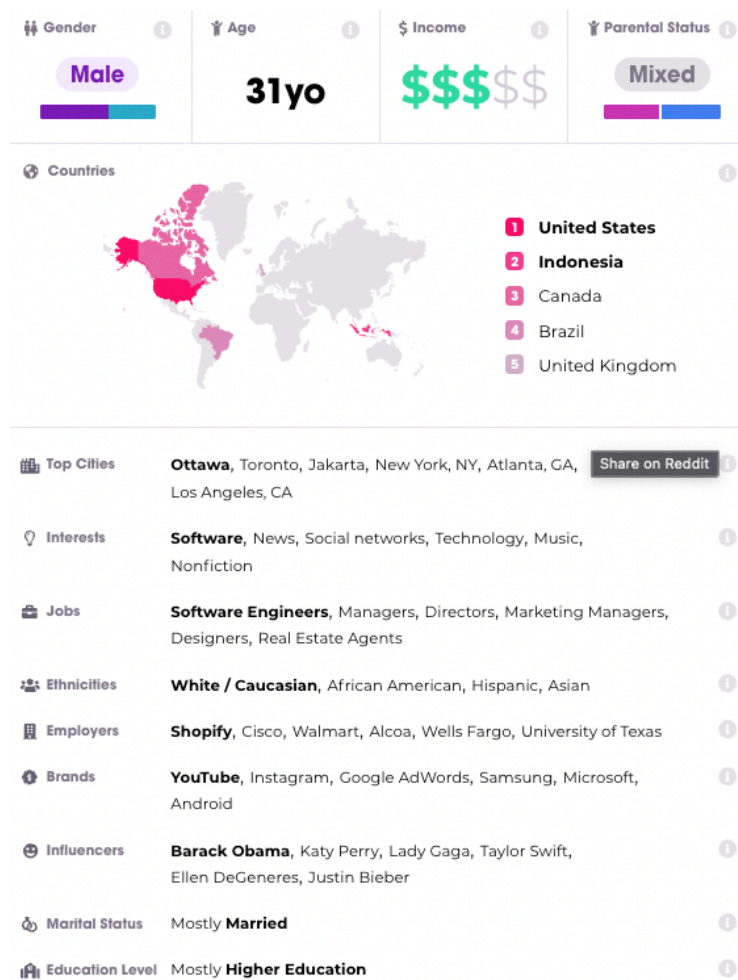 Gender
Age
$ Income
Parental Status
Male
31yo
$$$$$
Mixed
Countries
1 United States
2 Indonesia
3 Canada
4 Brazil
5 United Kingdom
Top Cities
Ottawa, Toronto, Jakarta, New York, NY, Atlanta, GA,
Los Angeles, CA
Share on Reddit
Interests
Software, News, Social networks, Technology, Music,
Nonfiction
Jobs
Software Engineers, Managers, Directors, Marketing Managers,
Designers, Real Estate Agents
Ethnicities
White / Caucasian, African American, Hispanic, Asian
Employers
Shopify, Cisco, Walmart, Alcoa, Wells Fargo, University of Texas
Brands
YouTube, Instagram, Google AdWords, Samsung, Microsoft,
Android
Influencers
Barack Obama, Katy Perry, Lady Gaga, Taylor Swift,
Ellen DeGeneres, Justin Bieber
Marital Status
Mostly Married
Education Level
Mostly Higher Education